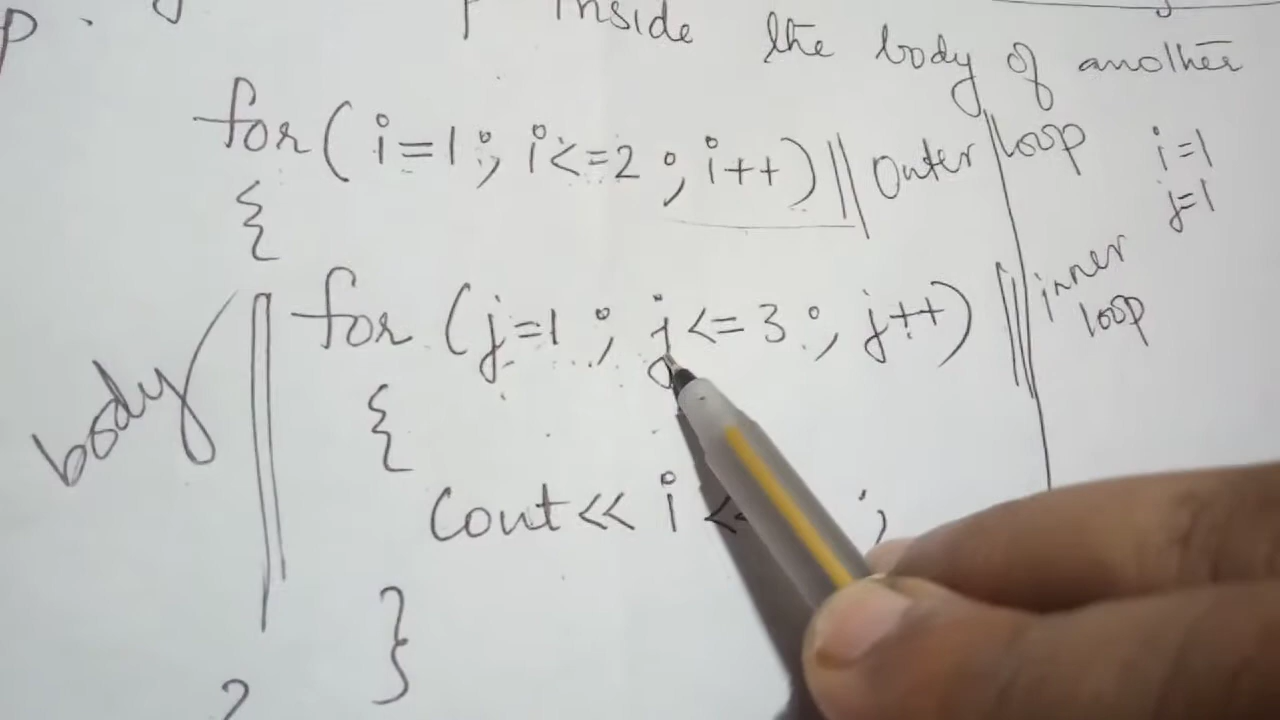 p.
inside the body of another
for(i=1; i<=2; i++) || Outer loop
i=1
j=1
{
for (j=1; j<=3; j++) || inner
loop
body
{
Cout<< i << ;
}